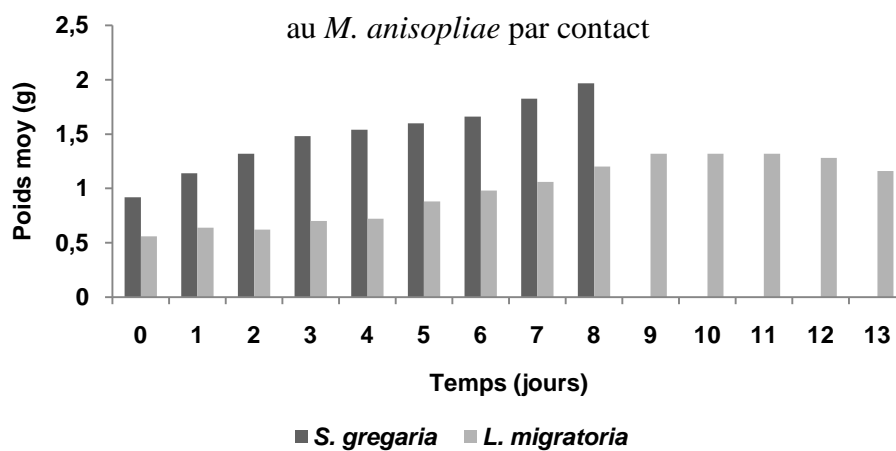 au M. anisopliae par contact
Poids moy (g)
2,5
2
1,5
1
0,5
0
0 1 2 3 4 5 6 7 8 9 10 11 12 13
Temps (jours)
S. gregaria L. migratoria